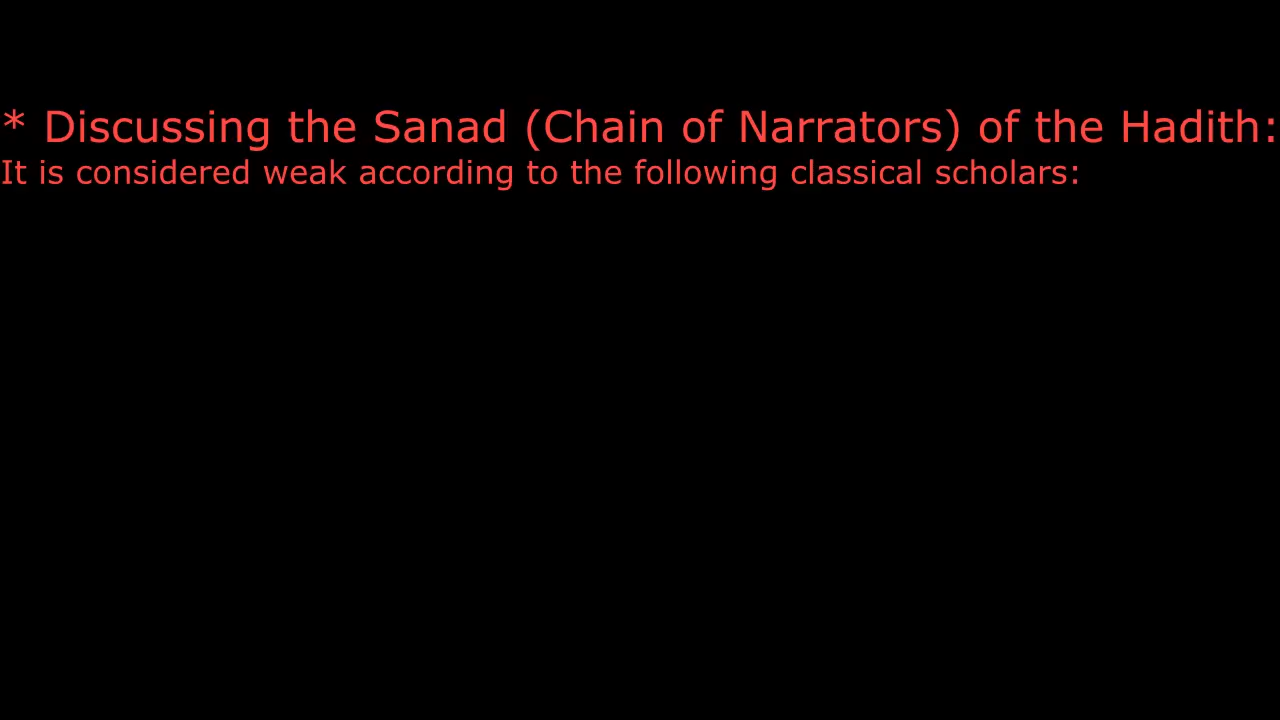 * Discussing the Sanad (Chain of Narrators) of the Hadith:
It is considered weak according to the following classical scholars: